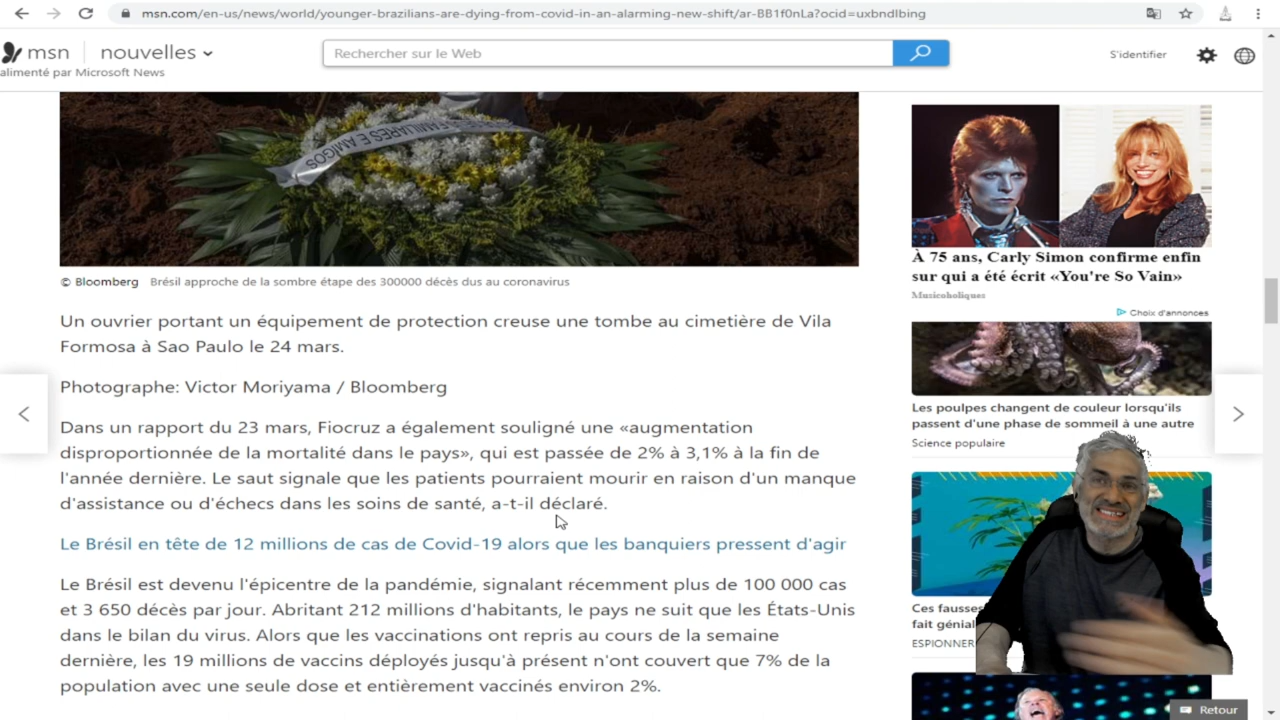 msn.com/en-us/news/world/younger-brazilians-are-dying-from-covid-in-an-alarming-new-shift/ar-BB1f0nLa?ocid=uxbndlbing
msn nouvelles
Rechercher sur le Web
S'identifier
alimenté par Microsoft News
FAMILIARES E AMIGOS
© Bloomberg Brésil approche de la sombre étape des 300000 décès dus au coronavirus
Un ouvrier portant un équipement de protection creuse une tombe au cimetière de Vila
Formosa à Sao Paulo le 24 mars.
Photographe: Victor Moriyama / Bloomberg
Dans un rapport du 23 mars, Fiocruz a également souligné une «augmentation
disproportionnée de la mortalité dans le pays», qui est passée de 2% à 3,1% à la fin de
l'année dernière. Le saut signale que les patients pourraient mourir en raison d'un manque
d'assistance ou d'échecs dans les soins de santé, a-t-il déclaré.
Le Brésil en tête de 12 millions de cas de Covid-19 alors que les banquiers pressent d'agir
Le Brésil est devenu l'épicentre de la pandémie, signalant récemment plus de 100 000 cas
et 3 650 décès par jour. Abritant 212 millions d'habitants, le pays ne suit que les États-Unis
dans le bilan du virus. Alors que les vaccinations ont repris au cours de la semaine
dernière, les 19 millions de vaccins déployés jusqu'à présent n'ont couvert que 7% de la
population avec une seule dose et entièrement vaccinés environ 2%.
À 75 ans, Carly Simon confirme enfin
sur qui a été écrit «You're So Vain»
Musicoholiques
Choix d'annonces
Les poulpes changent de couleur lorsqu'ils
passent d'une phase de sommeil à une autre
Science populaire
Ces fausses
fait génial
ESPIONNER
Retour